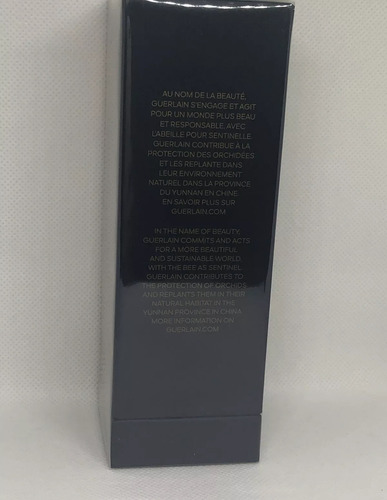 AU NOM DE LA BEAUTÉ,
GUERLAIN S'ENGAGE ET AGIT
POUR UN MONDE PLUS BEAU
ET RESPONSABLE, AVEC
L'ABEILLE POUR SENTINELLE.
GUERLAIN CONTRIBUE À LA
PROTECTION DES ORCHIDÉES
ET LES REPLANTE DANS
LEUR ENVIRONNEMENT
NATUREL DANS LA PROVINCE
DU YUNNAN EN CHINE.
EN SAVOIR PLUS SUR
GUERLAIN.COM
IN THE NAME OF BEAUTY,
GUERLAIN COMMITS AND ACTS
FOR A MORE BEAUTIFUL
AND SUSTAINABLE WORLD,
WITH THE BEE AS SENTINEL.
GUERLAIN CONTRIBUTES TO
THE PROTECTION OF ORCHIDS
AND REPLANTS THEM IN THEIR
NATURAL HABITAT IN THE
YUNNAN PROVINCE IN CHINA.
MORE INFORMATION ON
GUERLAIN.COM